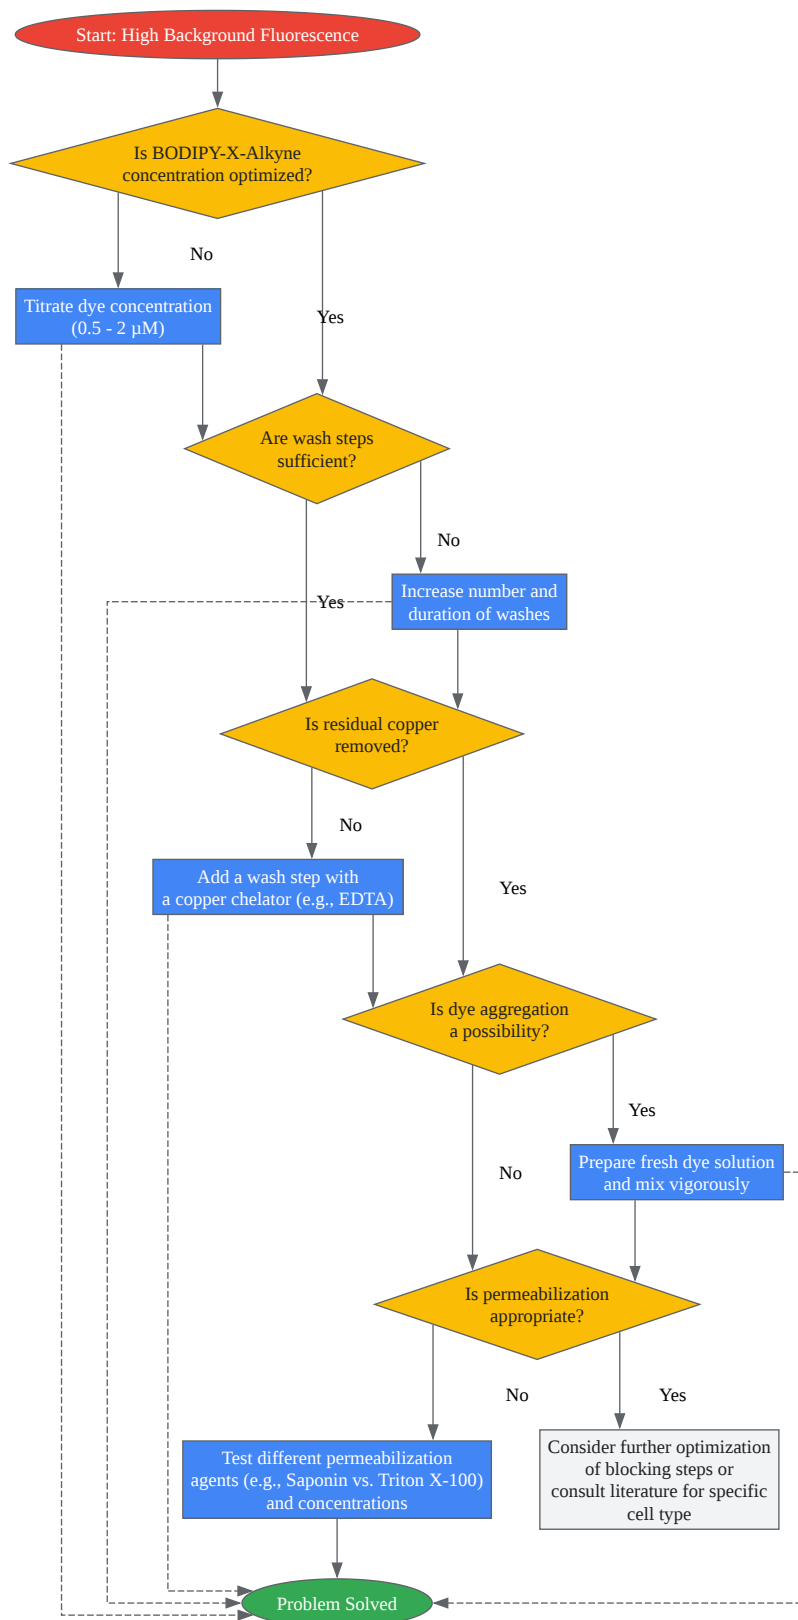 Start: High Background Fluorescence
Is BODIPY-X-Alkyne
concentration optimized?
No
Titrate dye concentration
(0.5 - 2 µM)
Yes
Are wash steps
sufficient?
No
Increase number and
duration of washes
Yes
Is residual copper
removed?
No
Add a wash step with
a copper chelator (e.g., EDTA)
Yes
Is dye aggregation
a possibility?
Yes
Prepare fresh dye solution
and mix vigorously
No
Is permeabilization
appropriate?
No
Yes
Test different permeabilization
agents (e.g., Saponin vs. Triton X-100)
and concentrations
Consider further optimization
of blocking steps or
consult literature for specific
cell type
Problem Solved